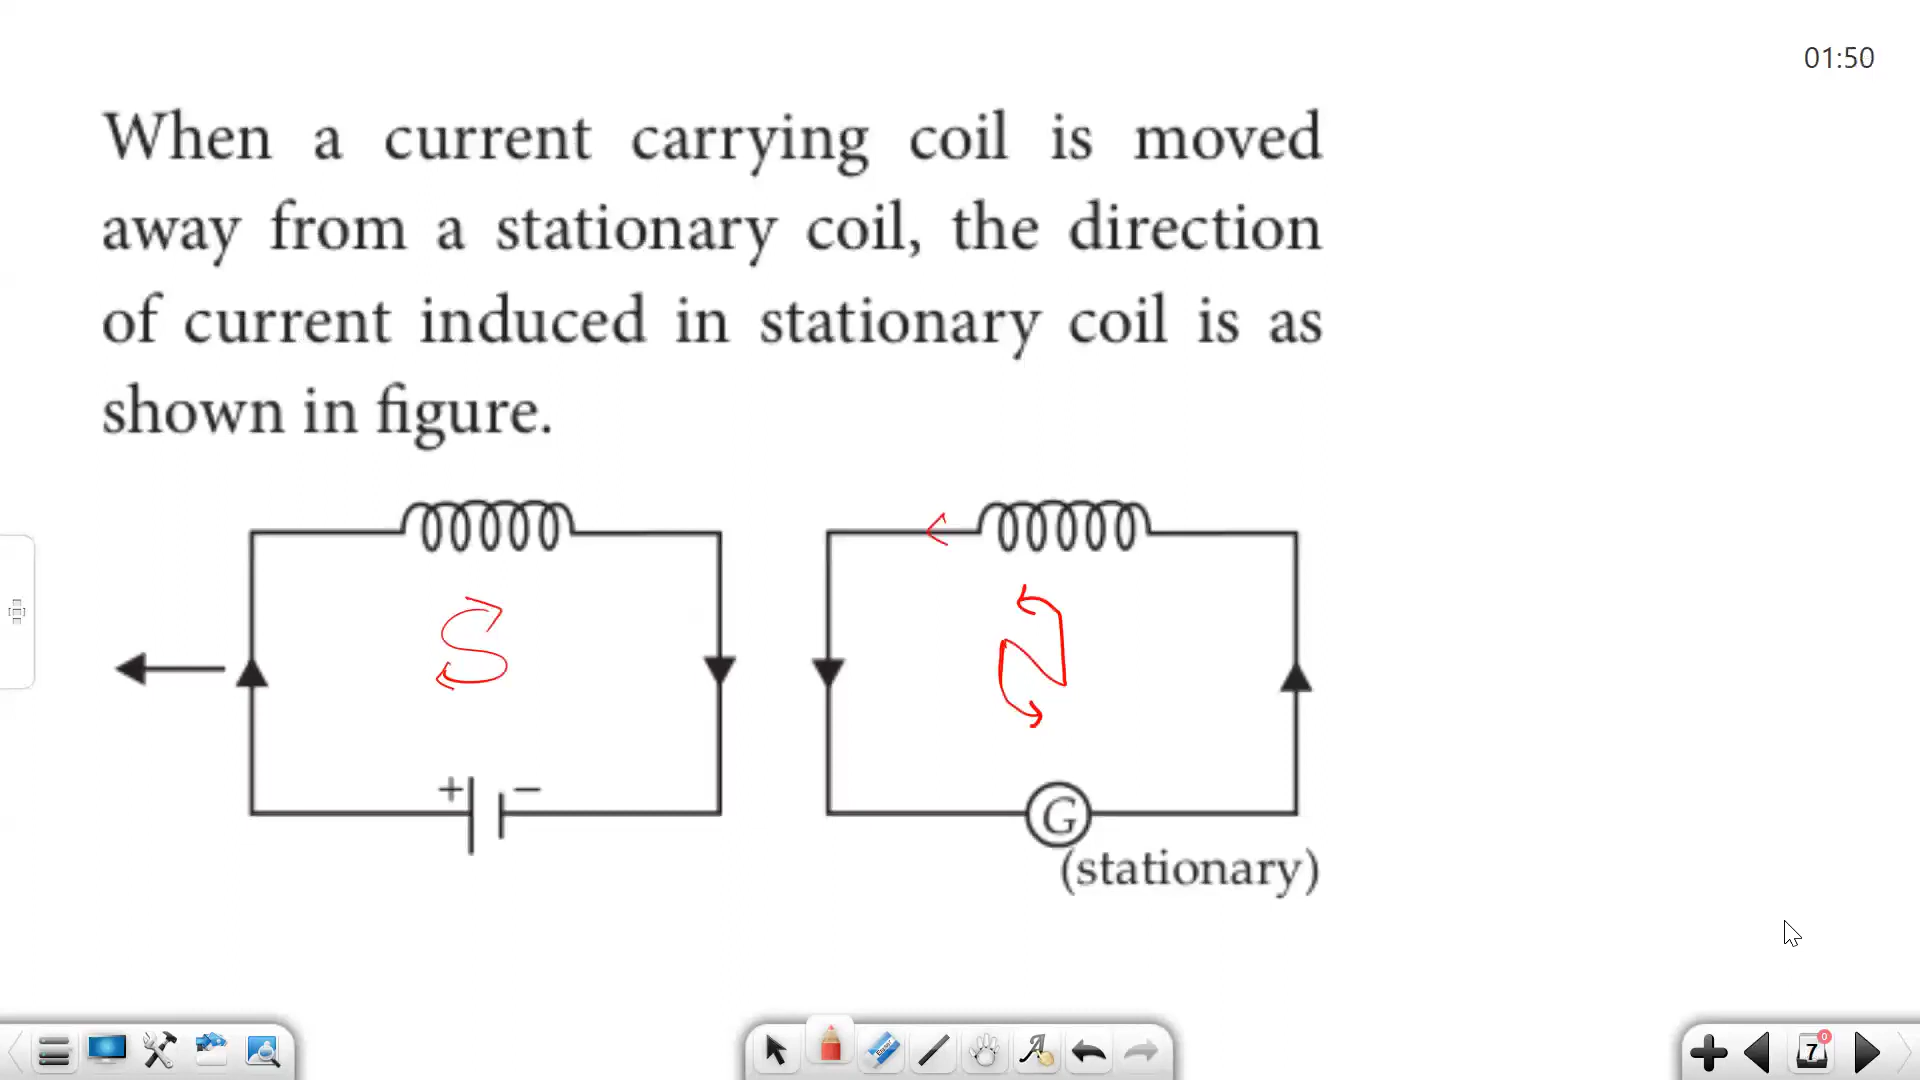 01:50
When a current carrying coil is moved
away from a stationary coil, the direction
of current induced in stationary coil is as
shown in figure.
S
N
+ −
G
(stationary)
7
0